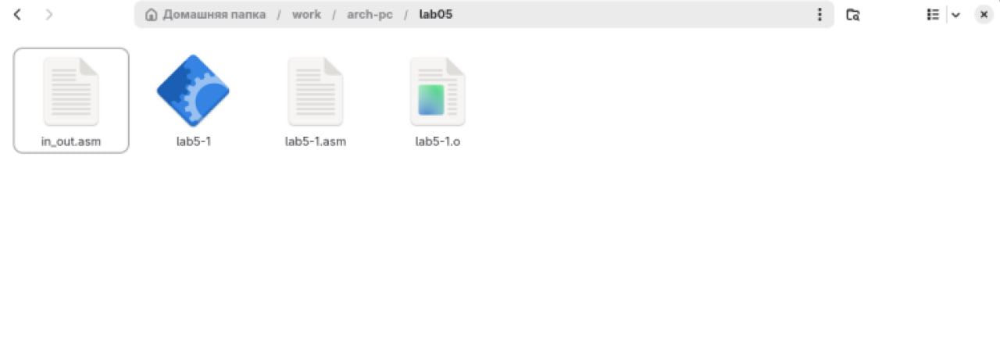 Домашняя папка / work / arch-pc / lab05
in_out.asm lab5-1 lab5-1.asm lab5-1.o